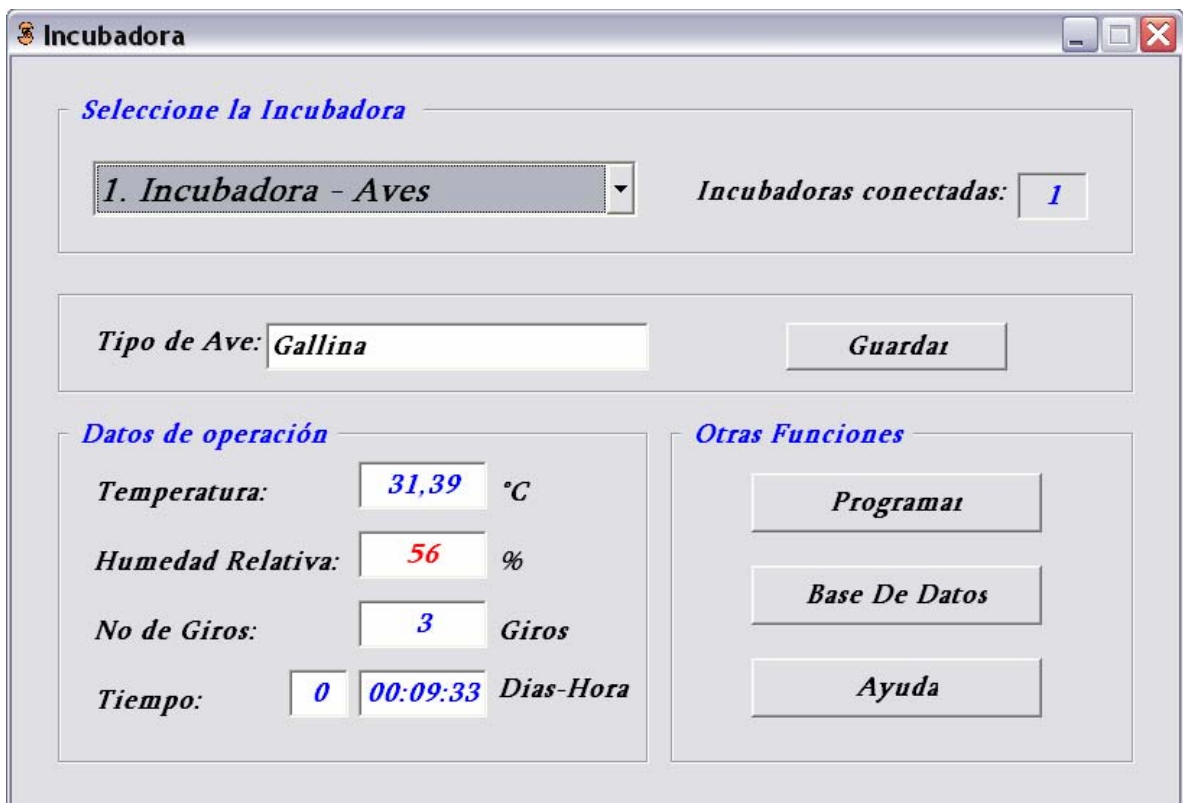 Incubadora
Seleccione la Incubadora
1. Incubadora - Aves
Incubadoras conectadas: 1
Tipo de Ave: Gallina
Guardar
Datos de operación
Temperatura: 31,39 °C
Humedad Relativa: 56 %
No de Giros: 3 Giros
Tiempo: 0 00:09:33 Dias-Hora
Otras Funciones
Programar
Base De Datos
Ayuda